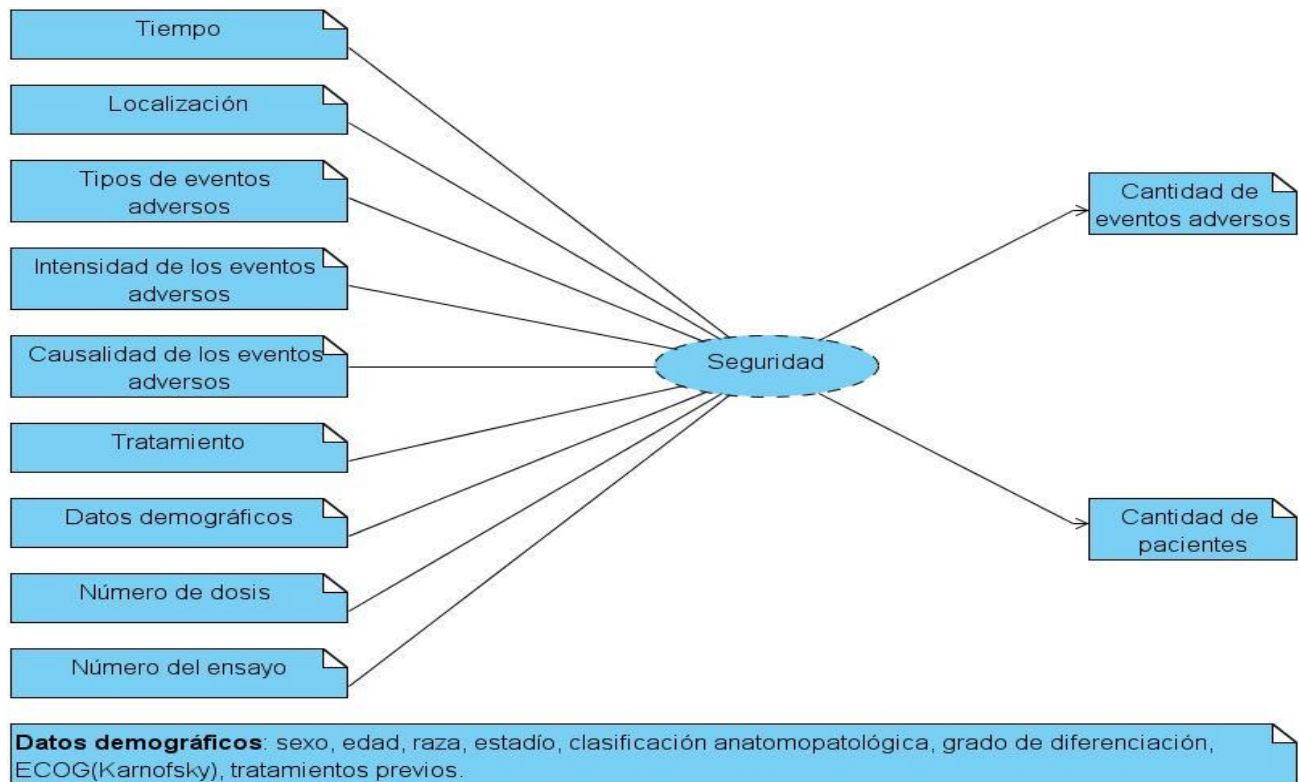 Tiempo
Localización
Tipos de eventos
adversos
Intensidad de los eventos
adversos
Causalidad de los eventos
adversos
Tratamiento
Datos demográficos
Número de dosis
Número del ensayo
Seguridad
Cantidad de
eventos adversos
Cantidad de
pacientes
Datos demográficos: sexo, edad, raza, estadío, clasificación anatomopatológica, grado de diferenciación,
ECOG(Karnofsky), tratamientos previos.